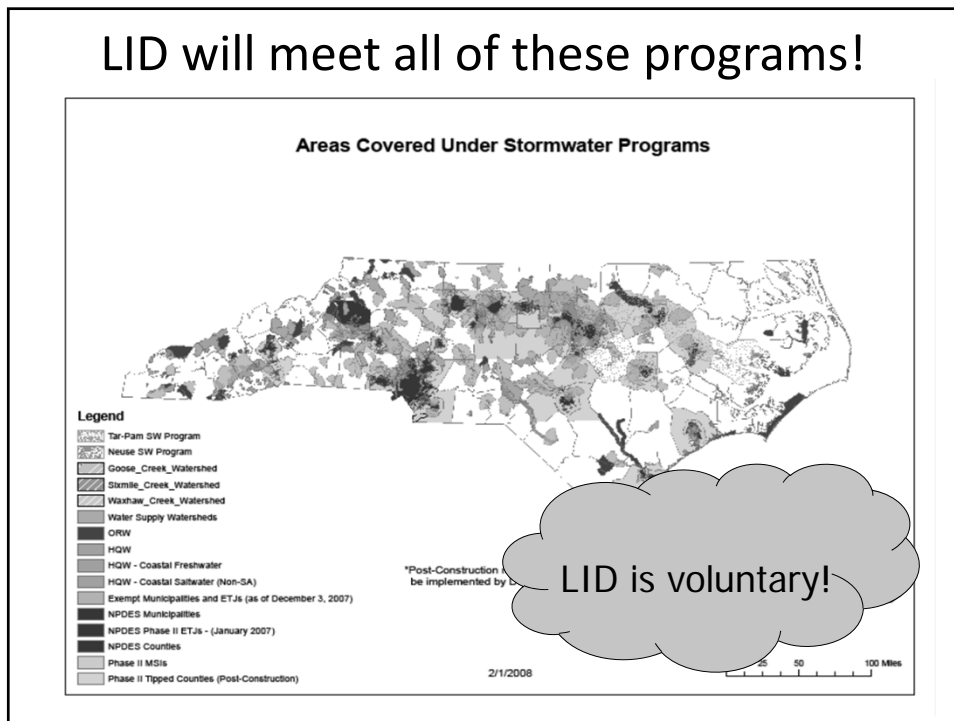 LID will meet all of these programs!
Areas Covered Under Stormwater Programs
Legend
Tar-Pam SW Program
Neuse SW Program
Goose_Creek_Watershed
Sixmile_Creek_Watershed
Waxhaw_Creek_Watershed
Water Supply Watersheds
ORW
HQW
HQW - Coastal Freshwater
HQW - Coastal Saltwater (Non-SA)
Exempt Municipalities and ETJs (as of December 3, 2007)
NPDES Municipalities
NPDES Phase II ETJs - (January 2007)
NPDES Counties
Phase II MSIs
Phase II Tipped Counties (Post-Construction)
*Post-Construction
be implemented by
LID is voluntary!
2/1/2008
25 50 100 Miles